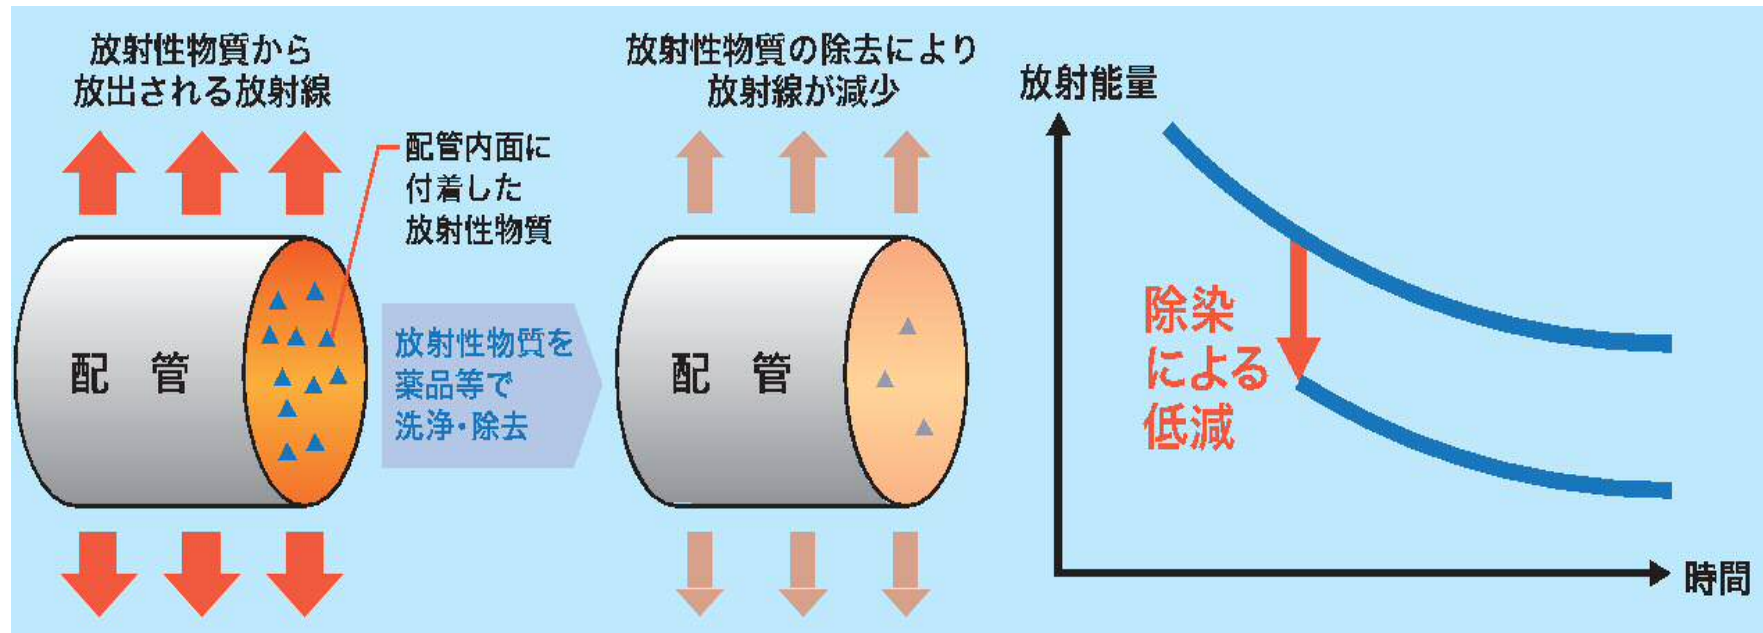 放射性物質から
放出される放射線
配管内面に
付着した
放射性物質
配 管
放射性物質を
薬品等で
洗浄・除去
放射性物質の除去により
放射線が減少
配 管
放射能量
除染
による
低減
時間